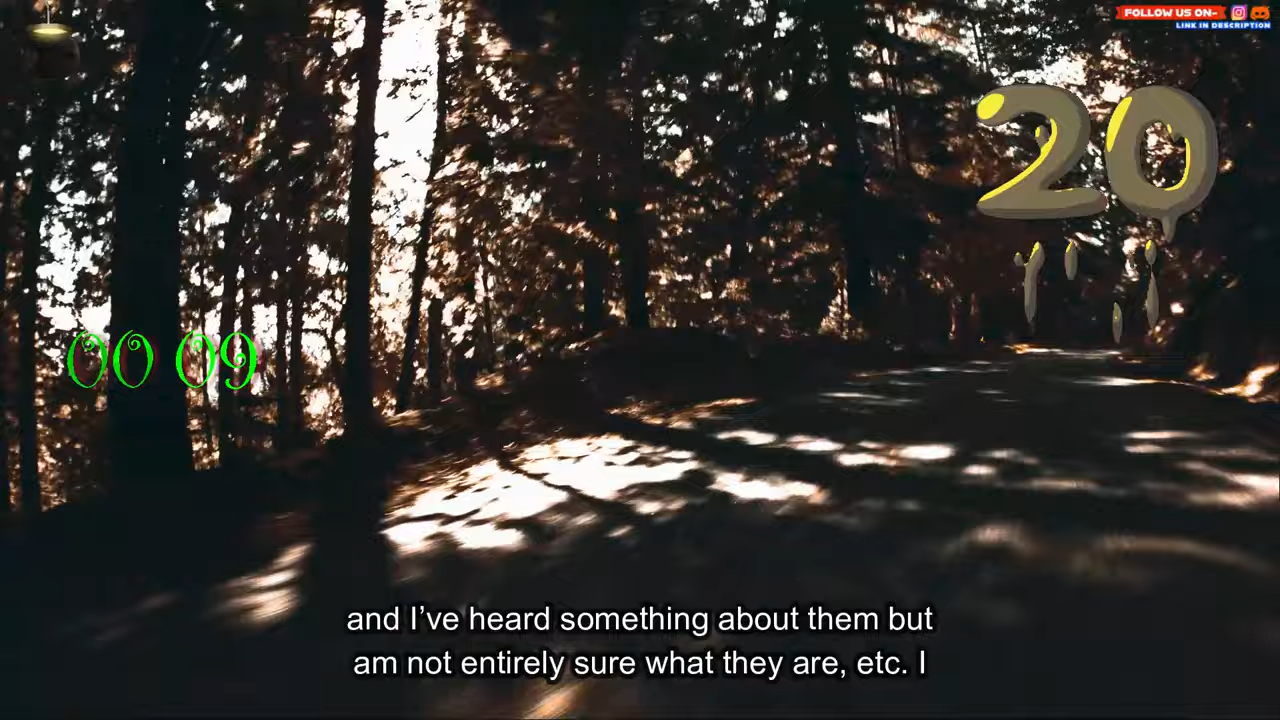 FOLLOW US ON-
LINK IN DESCRIPTION
20
00 09
and I've heard something about them but
am not entirely sure what they are, etc. I